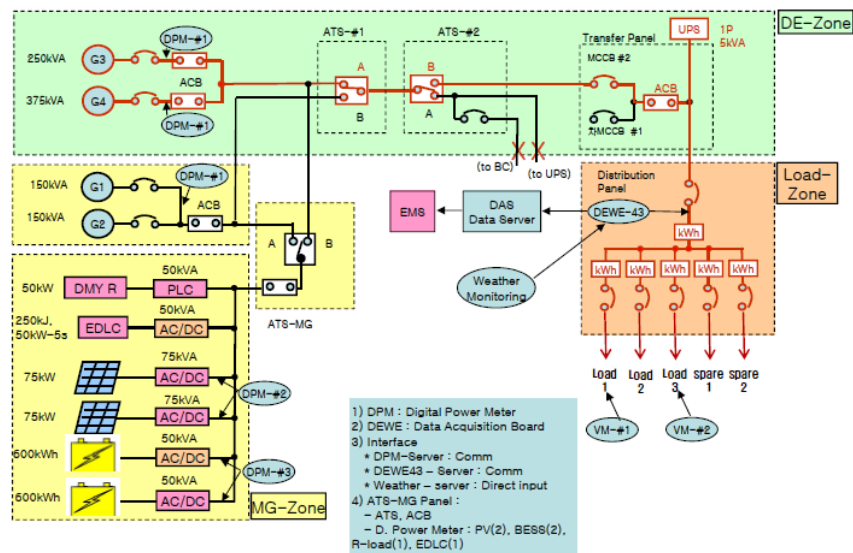 DE-Zone
ATS-#1
ATS-#2
Transfer Panel
UPS
1P
5kVA
DPM-#1
250kVA
G3
ACB
375kVA
G4
DPM-#1
A
B
B
A
MCCB #2
ACB
차MCCB #1
(to BC)
(to UPS)
150kVA
G1
DPM-#1
150kVA
G2
ACB
A
B
ATS-MG
EMS
DAS
Data Server
DEWE-43
Weather
Monitoring
Distribution
Panel
Load-
Zone
kWh
kWh
kWh
kWh
kWh
kWh
Load
1
Load
2
Load
3
spare
1
spare
2
VM-#1
VM-#2
50kVA
50kW
DMY R
PLC
250kJ,
50kW-5s
50kVA
EDLC
AC/DC
75kVA
75kW
AC/DC
DPM-#2
75kVA
75kW
AC/DC
50kVA
600kWh
AC/DC
DPM-#3
50kVA
600kWh
AC/DC
MG-Zone
1) DPM : Digital Power Meter
2) DEWE : Data Acquisition Board
3) Interface
* DPM-Server : Comm
* DEWE43 – Server : Comm
* Weather – server : Direct input
4) ATS-MG Panel :
- ATS, ACB
- D. Power Meter : PV(2), BESS(2),
R-load(1), EDLC(1)